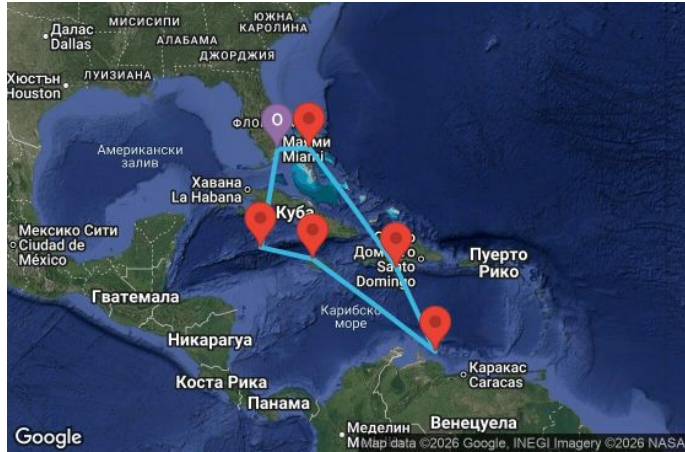 Далас
Dallas
МИСИСИПИ
ЮЖНА
КАРОЛИНА
АЛАБАМА
ДЖОРДЖИЯ
Хюстън
Houston
ЛУИЗИАНА
O
Маями
Miami
Американски
залив
Хавана
La Habana
Куба
Мексико Сити
Ciudad de
México
Santo
Domingo
Пуерто
Рико
Гватемала
Карибско
море
Никарагуа
Каракас
Caracas
Коста Рика
Панама
Меделин
Венецуела
Google
Map data ©2026 Google, INEGI Imagery ©2026 NASA